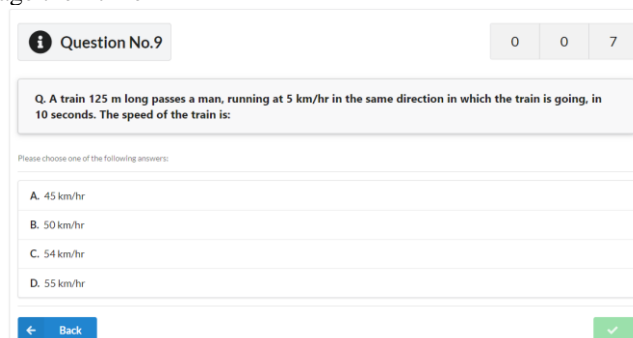 Question No.9
0 0 7
Q. A train 125 m long passes a man, running at 5 km/hr in the same direction in which the train is going, in
10 seconds. The speed of the train is:
Please choose one of the following answers:
A. 45 km/hr
B. 50 km/hr
C. 54 km/hr
D. 55 km/hr
Back